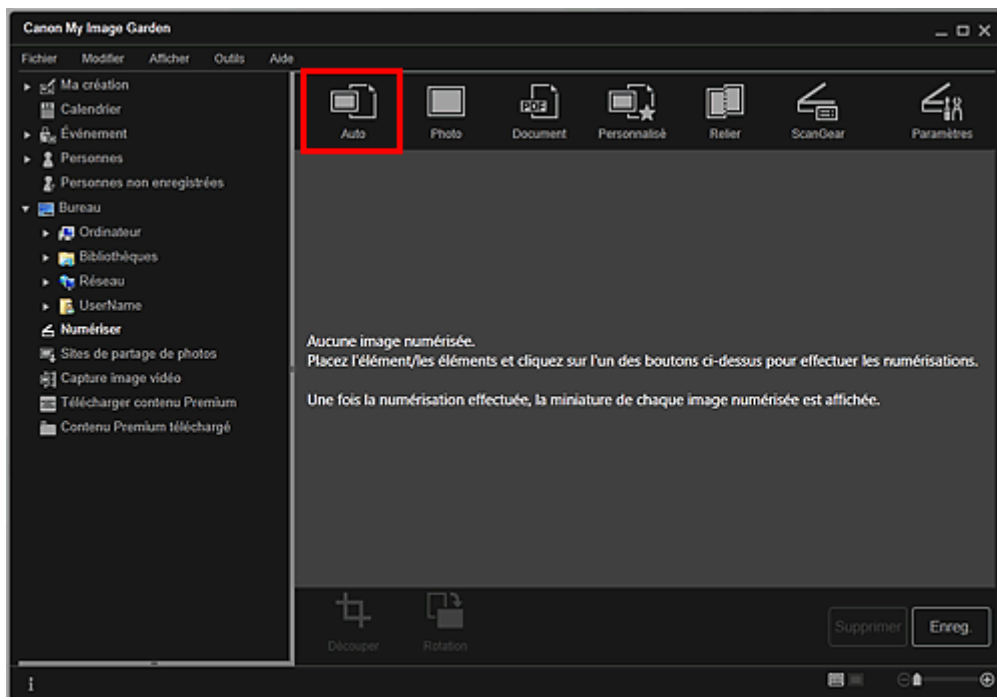 Canon My Image Garden
Fichier Modifier Afficher Outils Aide
Ma création
Calendrier
Événement
Personnes
Personnes non enregistrées
Bureau
Ordinateur
Bibliothèques
Réseau
UserName
Numériser
Sites de partage de photos
Capture image vidéo
Télécharger contenu Premium
Contenu Premium téléchargé
Auto Photo PDF Document Personnalisé Relier ScanGear Paramètres
Aucune image numérisée.
Placez l'élément/les éléments et cliquez sur l'un des boutons ci-dessus pour effectuer les numérisations.
Une fois la numérisation effectuée, la miniature de chaque image numérisée est affichée.
Découper Rotation
Supprimer Enreg.